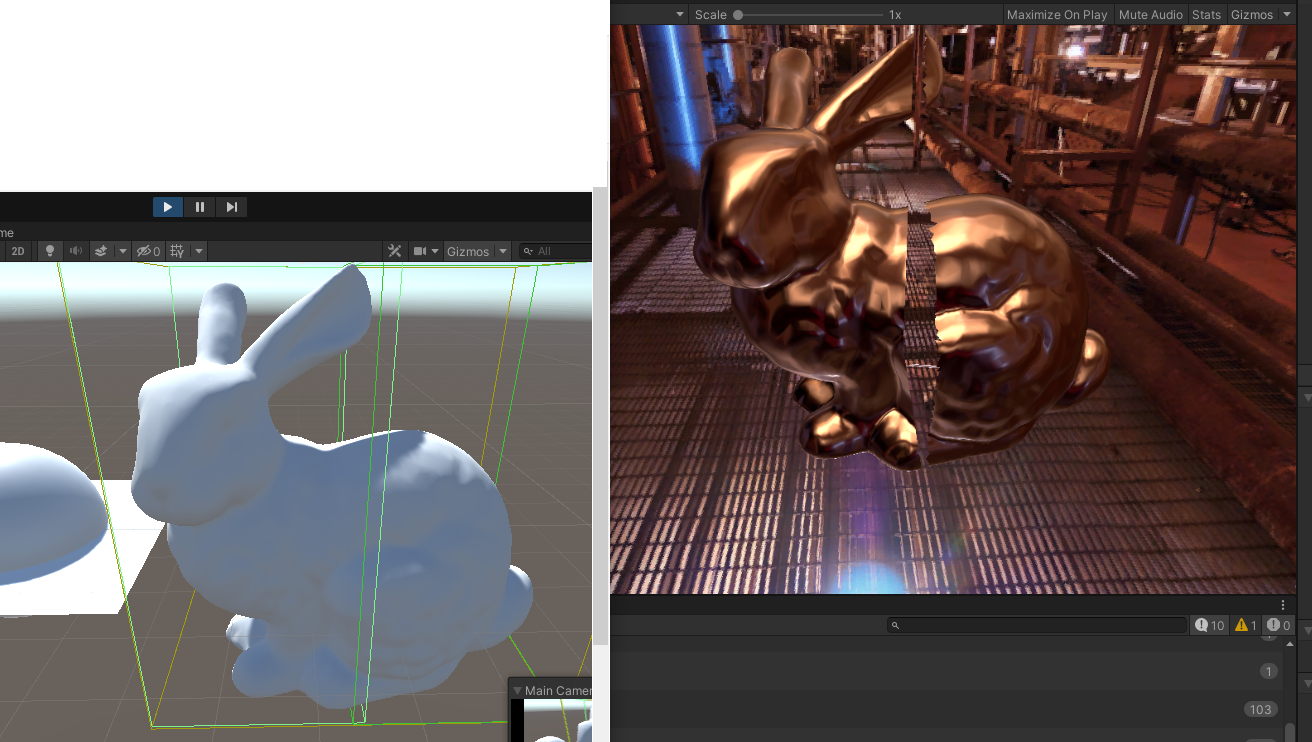 Scale 1x Maximize On Play Mute Audio Stats Gizmos
me
2D 0 Gizmos All
Main Camer
10 1 0
1
103